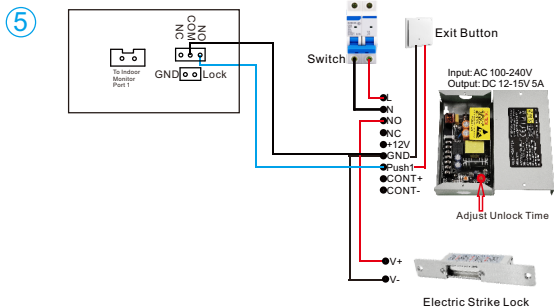 5
NC
COM
NO
To Indoor
Monitor
Port 1
GND
Lock
Switch
Exit Button
Input: AC 100-240V
Output: DC 12-15V 5A
L
N
NO
NC
+12V
GND
Push1
CONT+
CONT-
Adjust Unlock Time
V+
V-
Electric Strike Lock